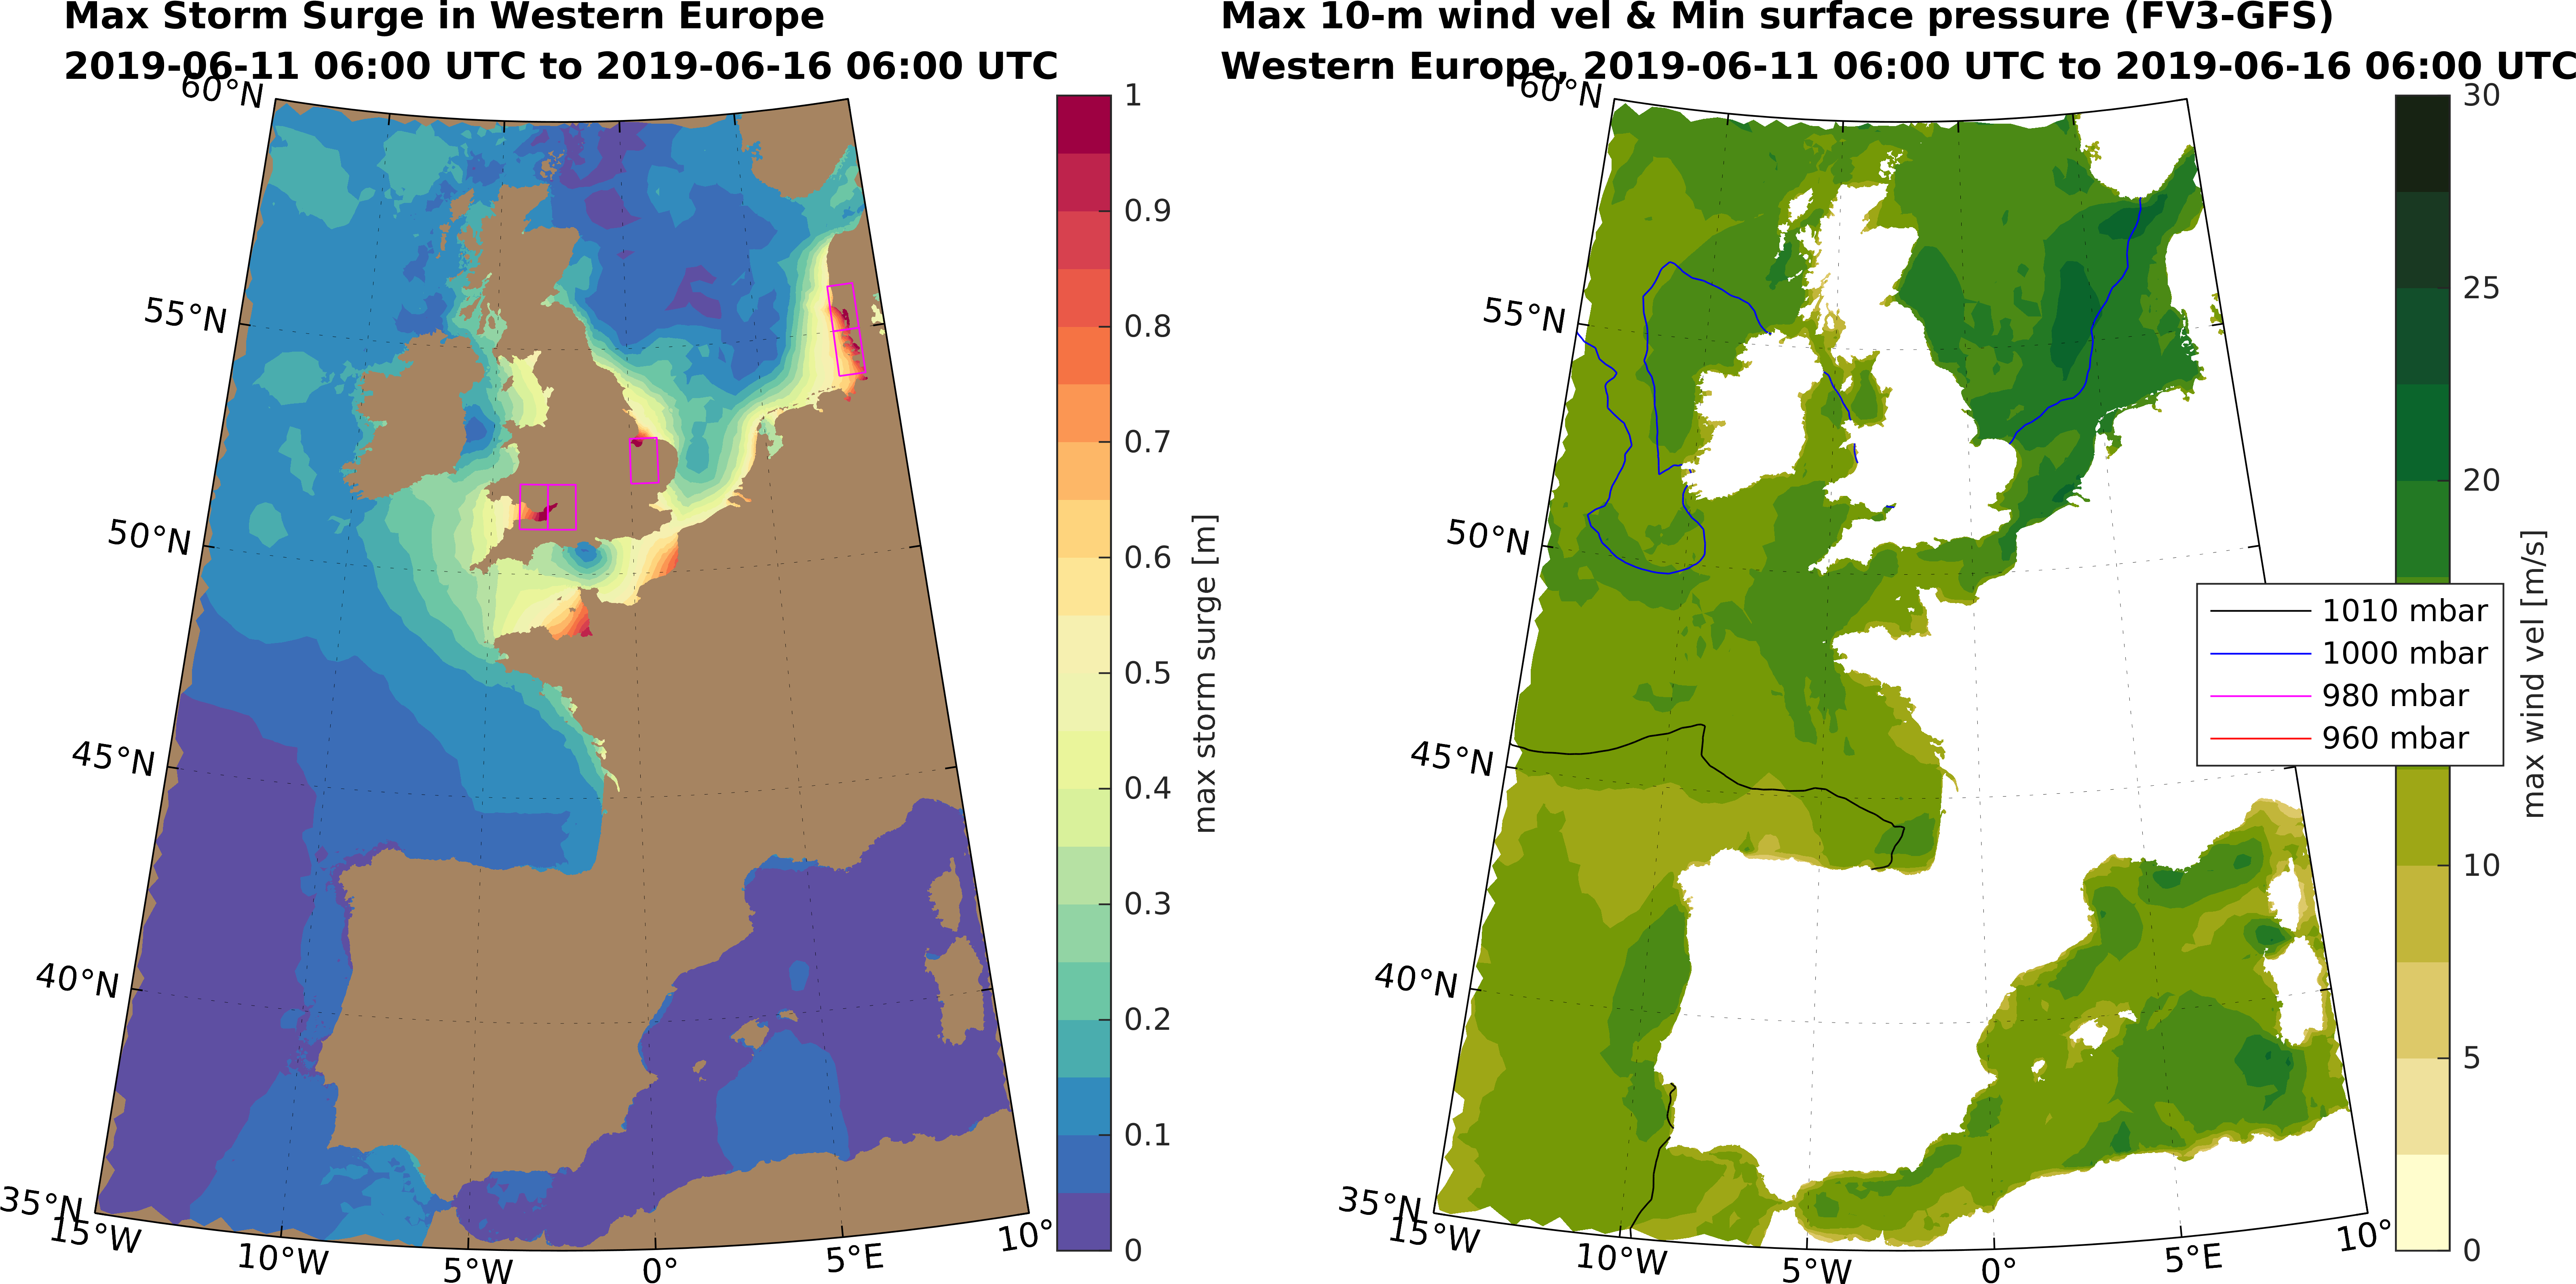 Max Storm Surge in Western Europe
2019-06-11 06:00 UTC to 2019-06-16 06:00 UTC
60°N
55°N
50°N
45°N
40°N
35°N
15°W
10°W
5°W
0°
5°E
10°
1
0.9
0.8
0.7
0.6
0.5
0.4
0.3
0.2
0.1
0
max storm surge [m]
Max 10-m wind vel & Min surface pressure (FV3-GFS)
Western Europe, 2019-06-11 06:00 UTC to 2019-06-16 06:00 UTC
60°N
55°N
50°N
45°N
40°N
35°N
15°W
10°W
5°W
0°
5°E
10°
1010 mbar
1000 mbar
980 mbar
960 mbar
30
25
20
10
5
0
max wind vel [m/s]